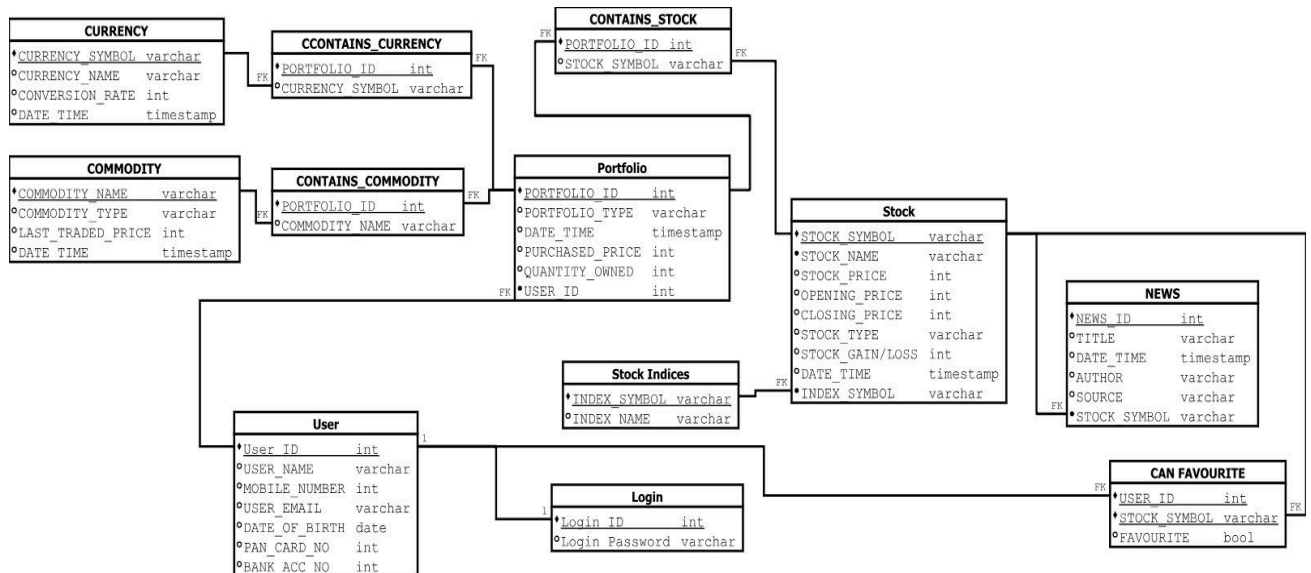 CURRENCY
CURRENCY_SYMBOL varchar
CURRENCY_NAME varchar
CONVERSION_RATE int
DATE_TIME timestamp
FK
CCONTAINS_CURRENCY
PORTFOLIO_ID int
CURRENCY_SYMBOL varchar
FK
CONTAINS_STOCK
FK
PORTFOLIO_ID int
STOCK_SYMBOL varchar
FK
COMMODITY
COMMODITY_NAME varchar
COMMODITY_TYPE varchar
LAST_TRADED_PRICE int
DATE_TIME timestamp
FK
CONTAINS_COMMODITY
PORTFOLIO_ID int
COMMODITY_NAME varchar
FK
Portfolio
PORTFOLIO_ID int
PORTFOLIO_TYPE varchar
DATE_TIME timestamp
PURCHASED_PRICE int
QUANTITY_OWNED int
FK
USER_ID int
Stock
STOCK_SYMBOL varchar
STOCK_NAME varchar
STOCK_PRICE int
OPENING_PRICE int
CLOSING_PRICE int
STOCK_TYPE varchar
STOCK_GAIN/LOSS int
DATE_TIME timestamp
FK
INDEX_SYMBOL varchar
NEWS
NEWS_ID int
TITLE varchar
DATE_TIME timestamp
AUTHOR varchar
SOURCE varchar
FK
STOCK_SYMBOL varchar
Stock Indices
INDEX_SYMBOL varchar
INDEX_NAME varchar
User
User_ID int
USER_NAME varchar
MOBILE_NUMBER int
USER_EMAIL varchar
DATE_OF_BIRTH date
PAN_CARD_NO int
BANK_ACC_NO int
1
1
Login
Login_ID int
Login_Password varchar
CAN FAVOURITE
FK
USER_ID int
STOCK_SYMBOL varchar
FK
FAVOURITE bool